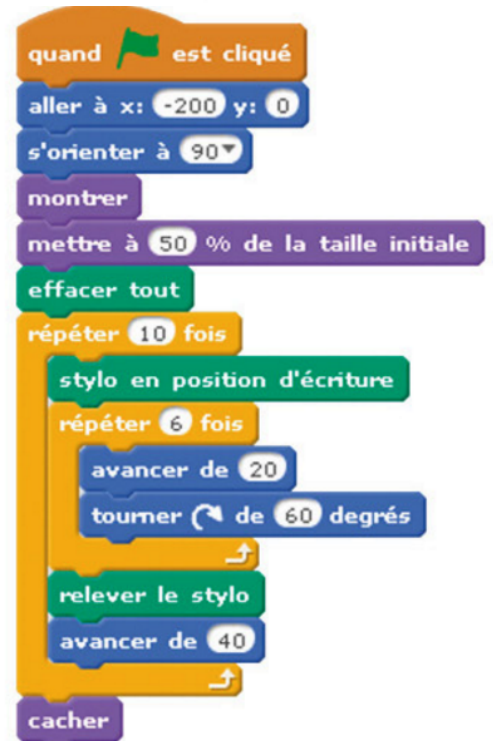 quand est cliqué
aller à x: -200 y: 0
s'orienter à 90
montrer
mettre à 50 % de la taille initiale
effacer tout
répéter 10 fois
stylo en position d'écriture
répéter 6 fois
avancer de 20
tourner de 60 degrés
relever le stylo
avancer de 40
cacher